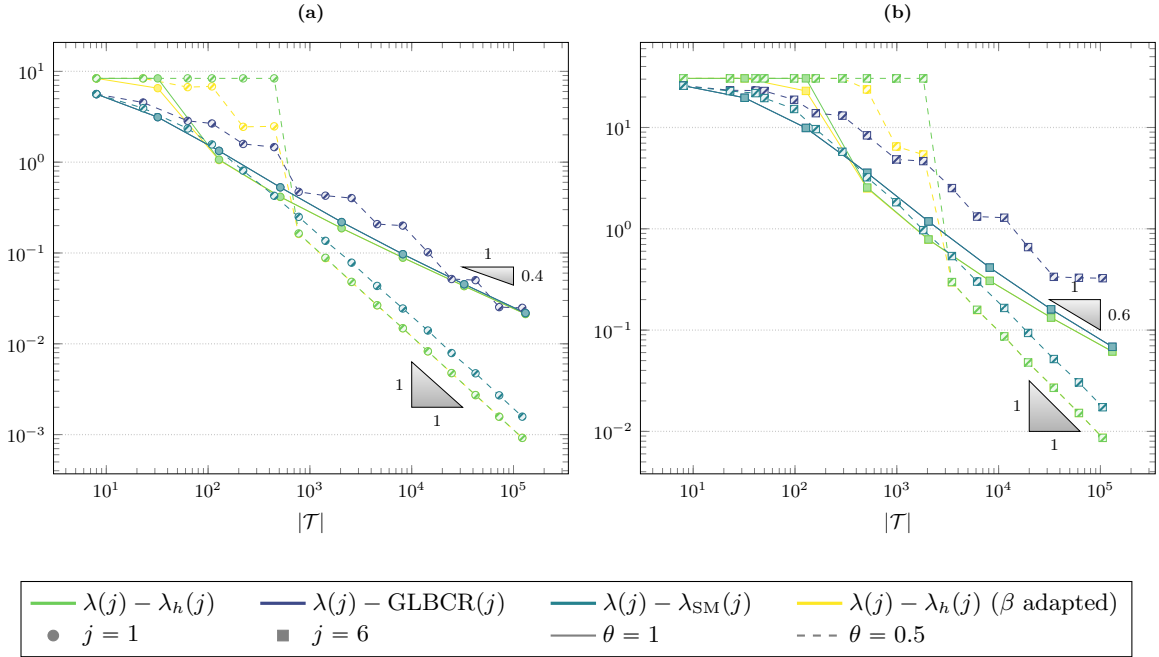 (a) (b)
10^1 10^0 10^{-1} 10^{-2} 10^{-3}
10^1 10^2 10^3 10^4 10^5
|𝒯|
1 0.4
1 1
10^1 10^0 10^{-1} 10^{-2}
10^1 10^2 10^3 10^4 10^5
|𝒯|
1 0.6
1 1
λ(j) − λ_h(j) λ(j) − GLBCR(j) λ(j) − λ_SM(j) λ(j) − λ_h(j) (β adapted)
j = 1 j = 6 θ = 1 θ = 0.5